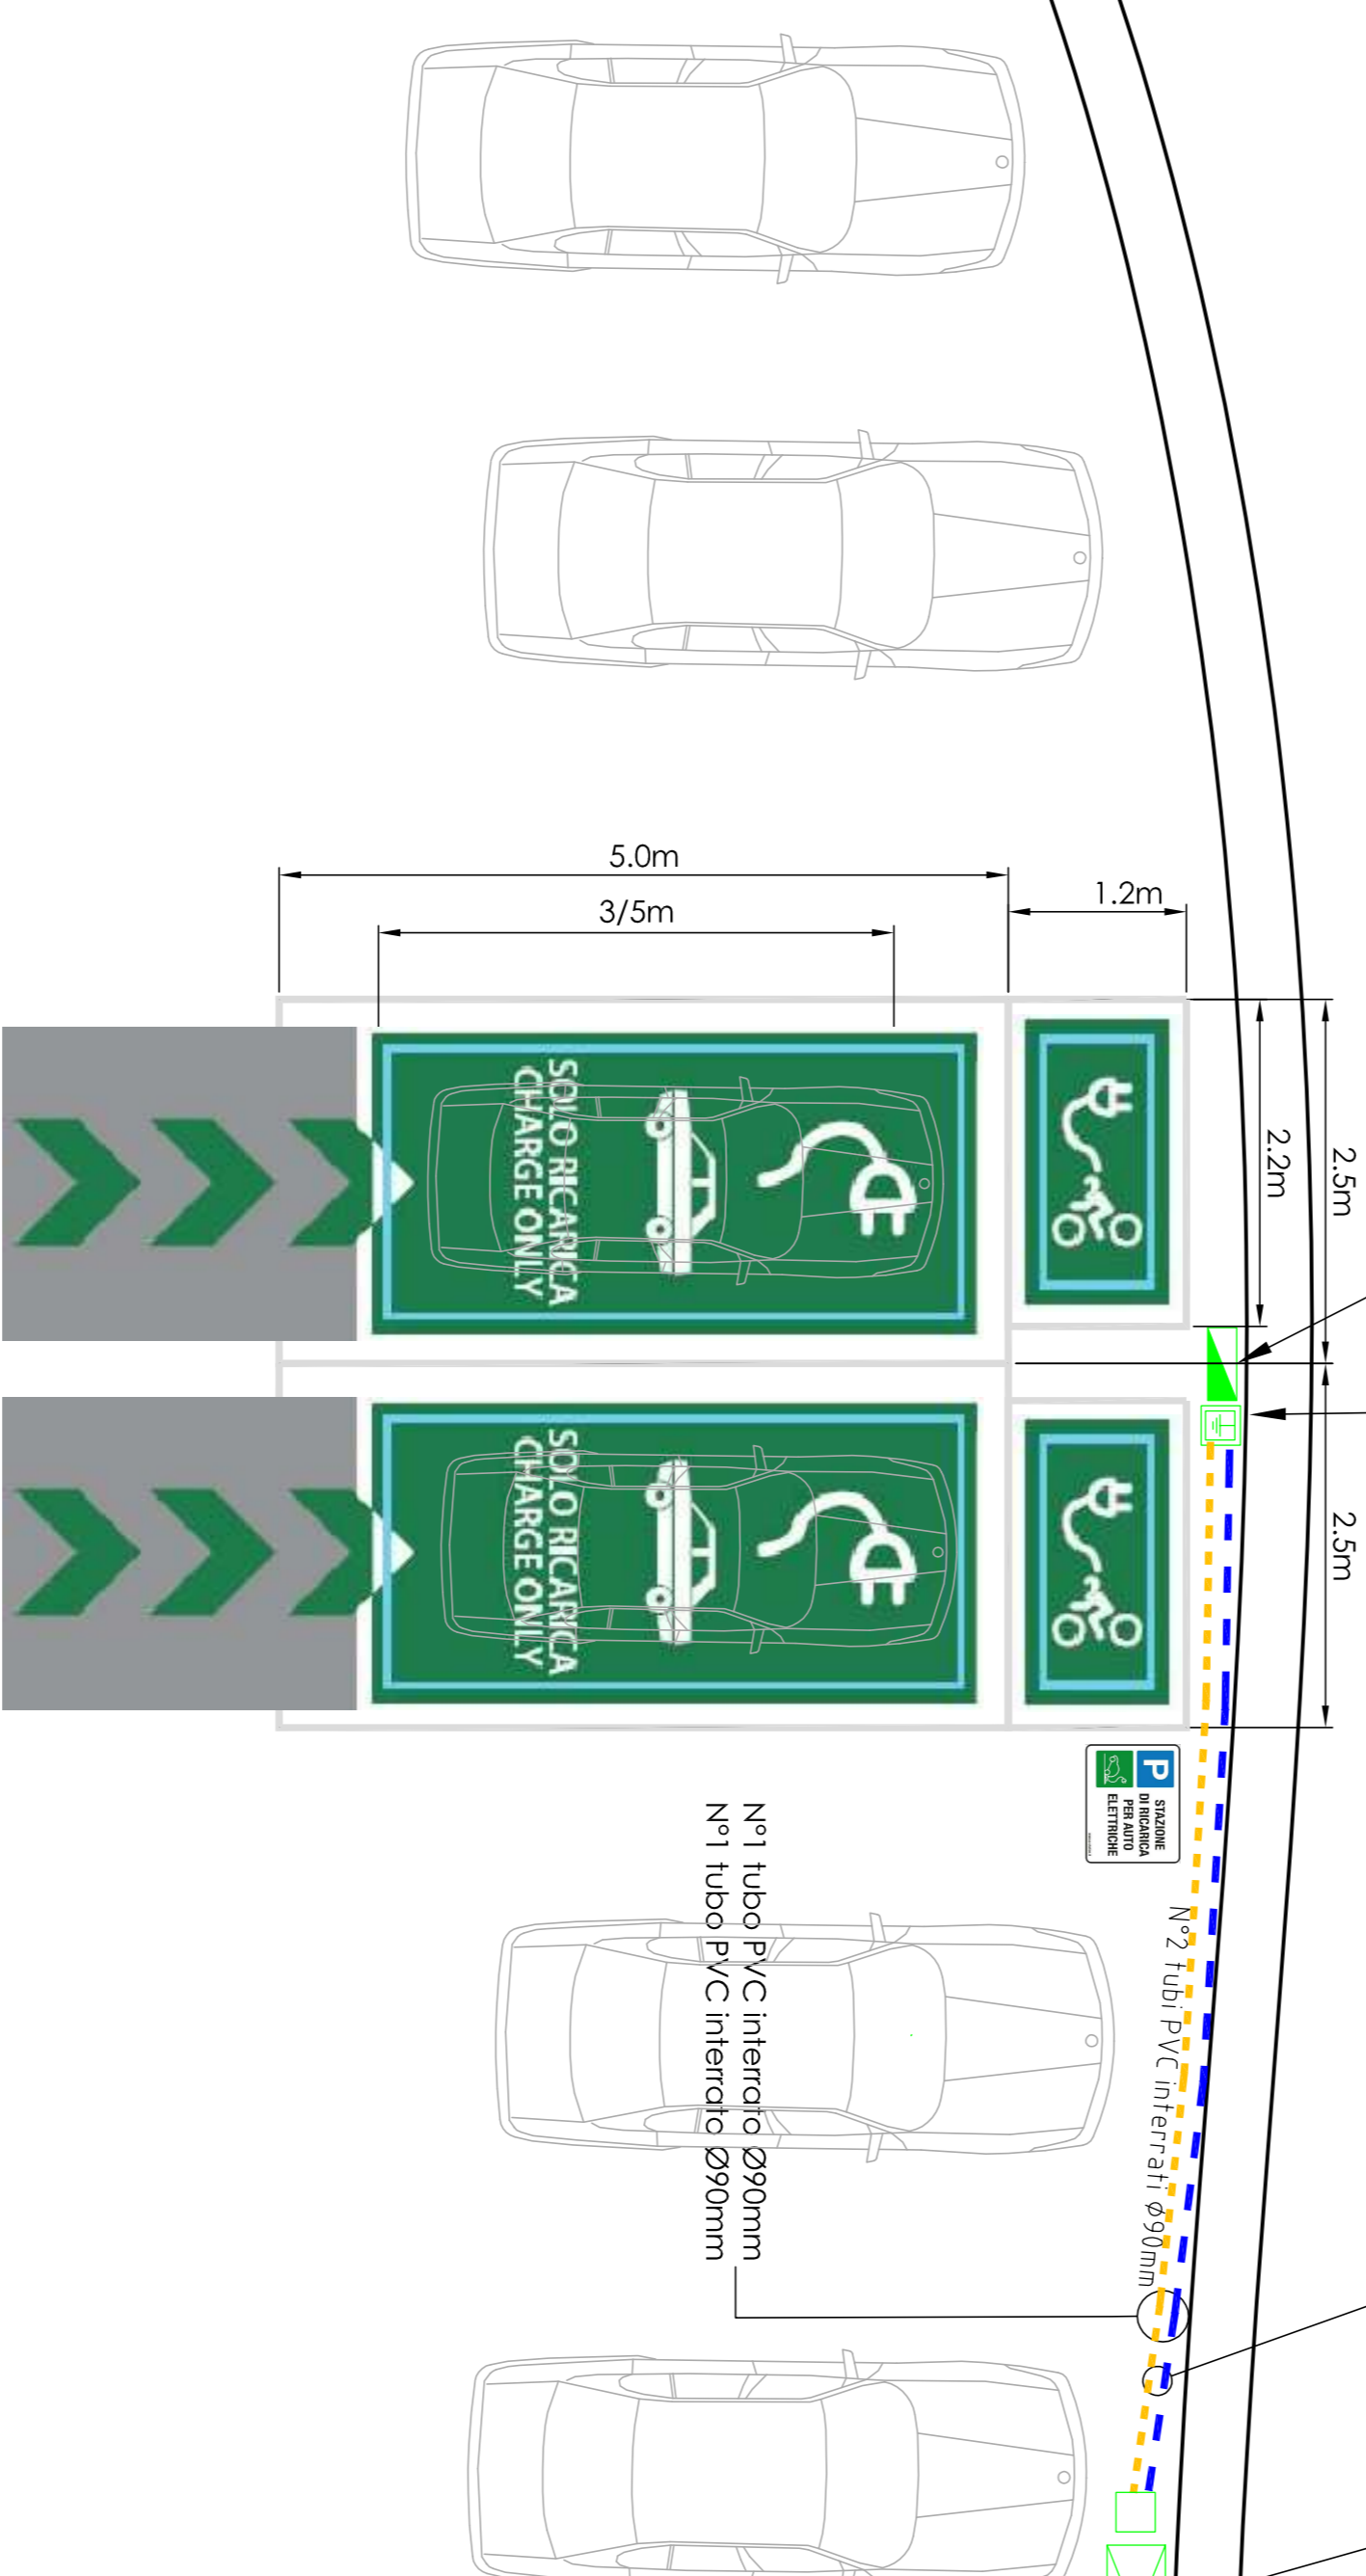 5.0m
3/5m
1.2m
2.2m
2.5m
2.5m
SOLO RICARICA
CHARGE ONLY
SOLO RICARICA
CHARGE ONLY
P
STAZIONE
DI RICARICA
PER AUTO
ELETTRICHE
N°1 tubo PVC interrato Ø90mm
N°1 tubo PVC interrato Ø90mm
N°2 tubi PVC interrati Ø90mm